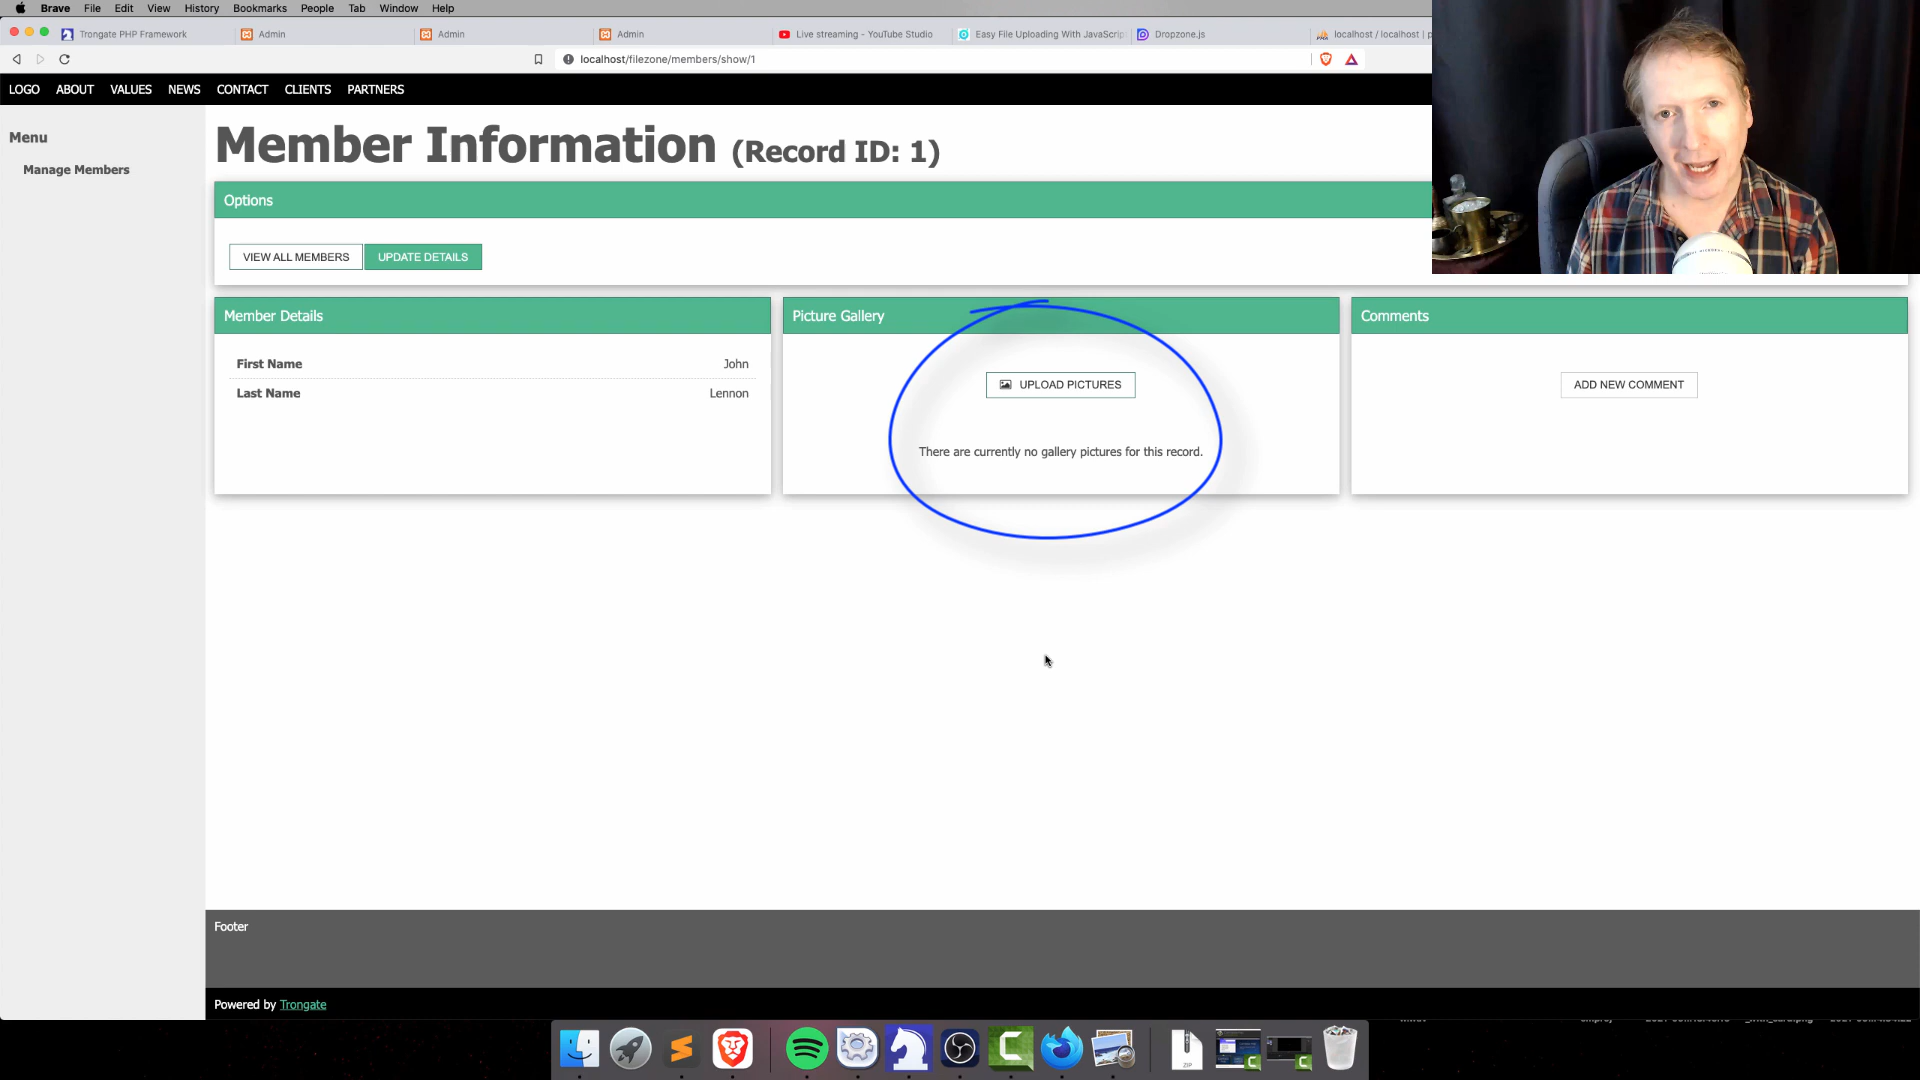 Brave File Edit View History Bookmarks People Tab Window Help
Trongate PHP Framework Admin Admin Admin Live streaming - YouTube Studio Easy File Uploading With JavaScrip Dropzone.js localhost / localhost | p
localhost/filezone/members/show/1
LOGO ABOUT VALUES NEWS CONTACT CLIENTS PARTNERS
Menu
Manage Members
Member Information (Record ID: 1)
Options
VIEW ALL MEMBERS UPDATE DETAILS
Member Details
First Name John
Last Name Lennon
Picture Gallery
UPLOAD PICTURES
There are currently no gallery pictures for this record.
Comments
ADD NEW COMMENT
Footer
Powered by Trongate
ZIP